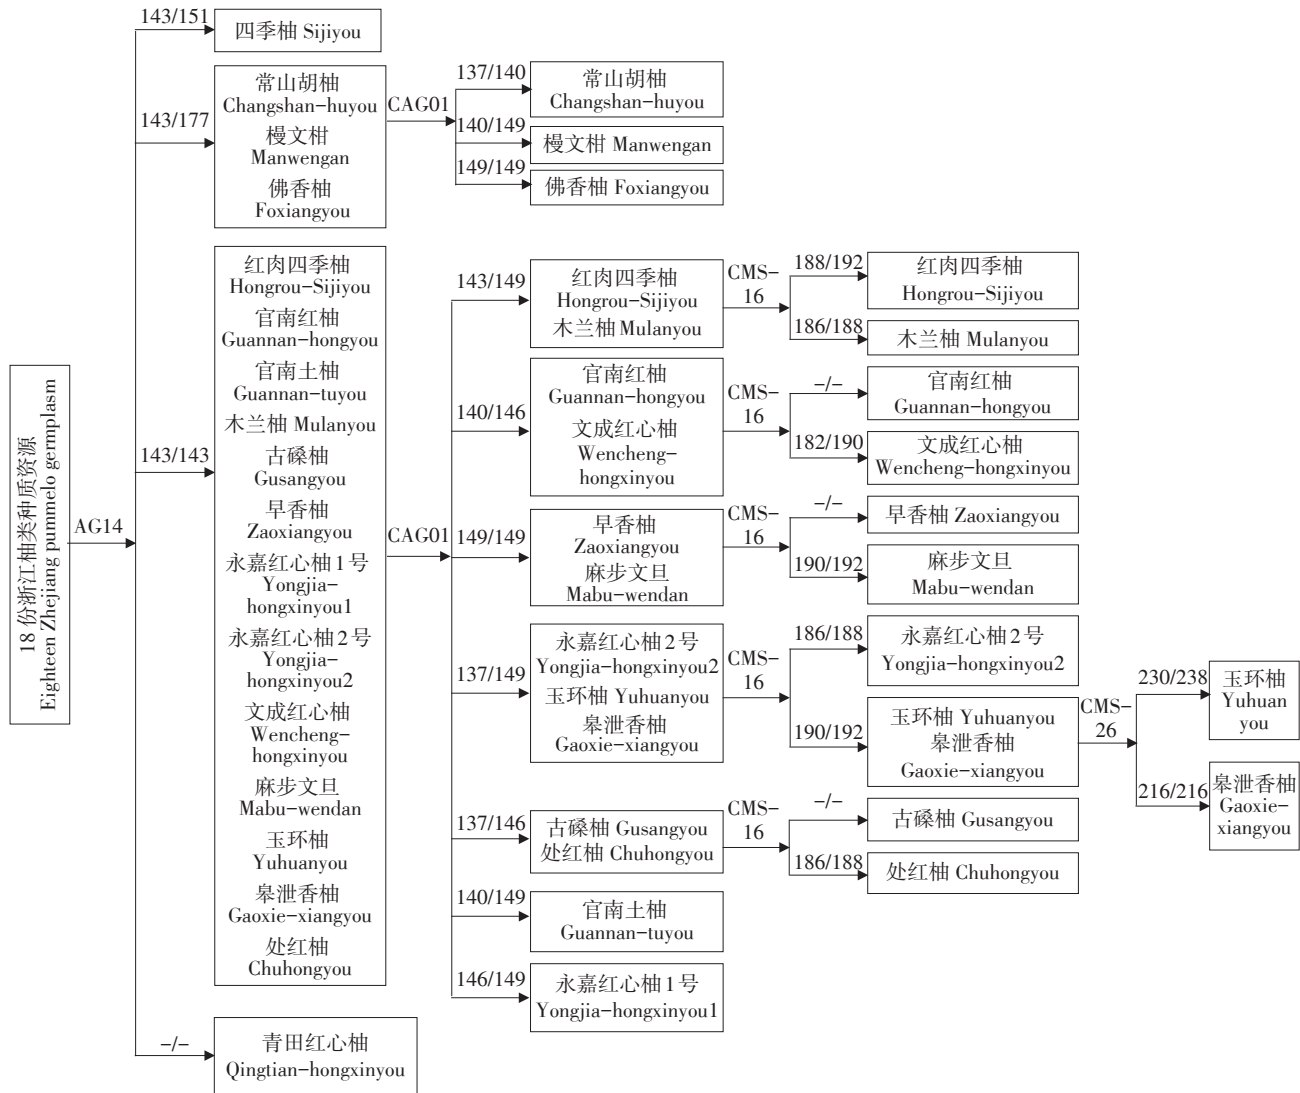 18 份浙江柚类种质资源
Eighteen Zhejiang pummelo germplasm
AG14
143/151
四季柚 Sijiyou
143/177
常山胡柚
Changshan-huyou
槾文柑
Manwengan
佛香柚
Foxiangyou
CAG01
137/140
常山胡柚
Changshan-huyou
140/149
槾文柑 Manwengan
149/149
佛香柚 Foxiangyou
143/143
红肉四季柚
Hongrou-Sijiyou
官南红柚
Guannan-hongyou
官南土柚
Guannan-tuyou
木兰柚 Mulanyou
古磉柚
Gusangyou
早香柚
Zaoxiangyou
永嘉红心柚1号
Yongjia-
hongxinyou1
永嘉红心柚2号
Yongjia-
hongxinyou2
文成红心柚
Wencheng-
hongxinyou
麻步文旦
Mabu-wendan
玉环柚
Yuhuanyou
皋泄香柚
Gaoxie-xiangyou
处红柚
Chuhongyou
CAG01
143/149
红肉四季柚
Hongrou-Sijiyou
木兰柚 Mulanyou
CMS-
16
188/192
红肉四季柚
Hongrou-Sijiyou
186/188
木兰柚 Mulanyou
140/146
官南红柚
Guannan-hongyou
文成红心柚
Wencheng-
hongxinyou
CMS-
16
-/-
官南红柚
Guannan-hongyou
182/190
文成红心柚
Wencheng-hongxinyou
149/149
早香柚
Zaoxiangyou
麻步文旦
Mabu-wendan
CMS-
16
-/-
早香柚 Zaoxiangyou
190/192
麻步文旦
Mabu-wendan
137/149
永嘉红心柚2号
Yongjia-hongxinyou2
玉环柚 Yuhuanyou
皋泄香柚
Gaoxie-xiangyou
CMS-
16
186/188
永嘉红心柚2号
Yongjia-hongxinyou2
190/192
玉环柚 Yuhuanyou
皋泄香柚
Gaoxie-xiangyou
CMS-
26
230/238
玉环柚
Yuhuan
you
216/216
皋泄香柚
Gaoxie-
xiangyou
137/146
古磉柚 Gusangyou
处红柚 Chuhongyou
CMS-
16
-/-
古磉柚 Gusangyou
186/188
处红柚 Chuhongyou
140/149
官南土柚
Guannan-tuyou
146/149
永嘉红心柚1号
Yongjia-hongxinyou1
-/-
青田红心柚
Qingtian-hongxinyou